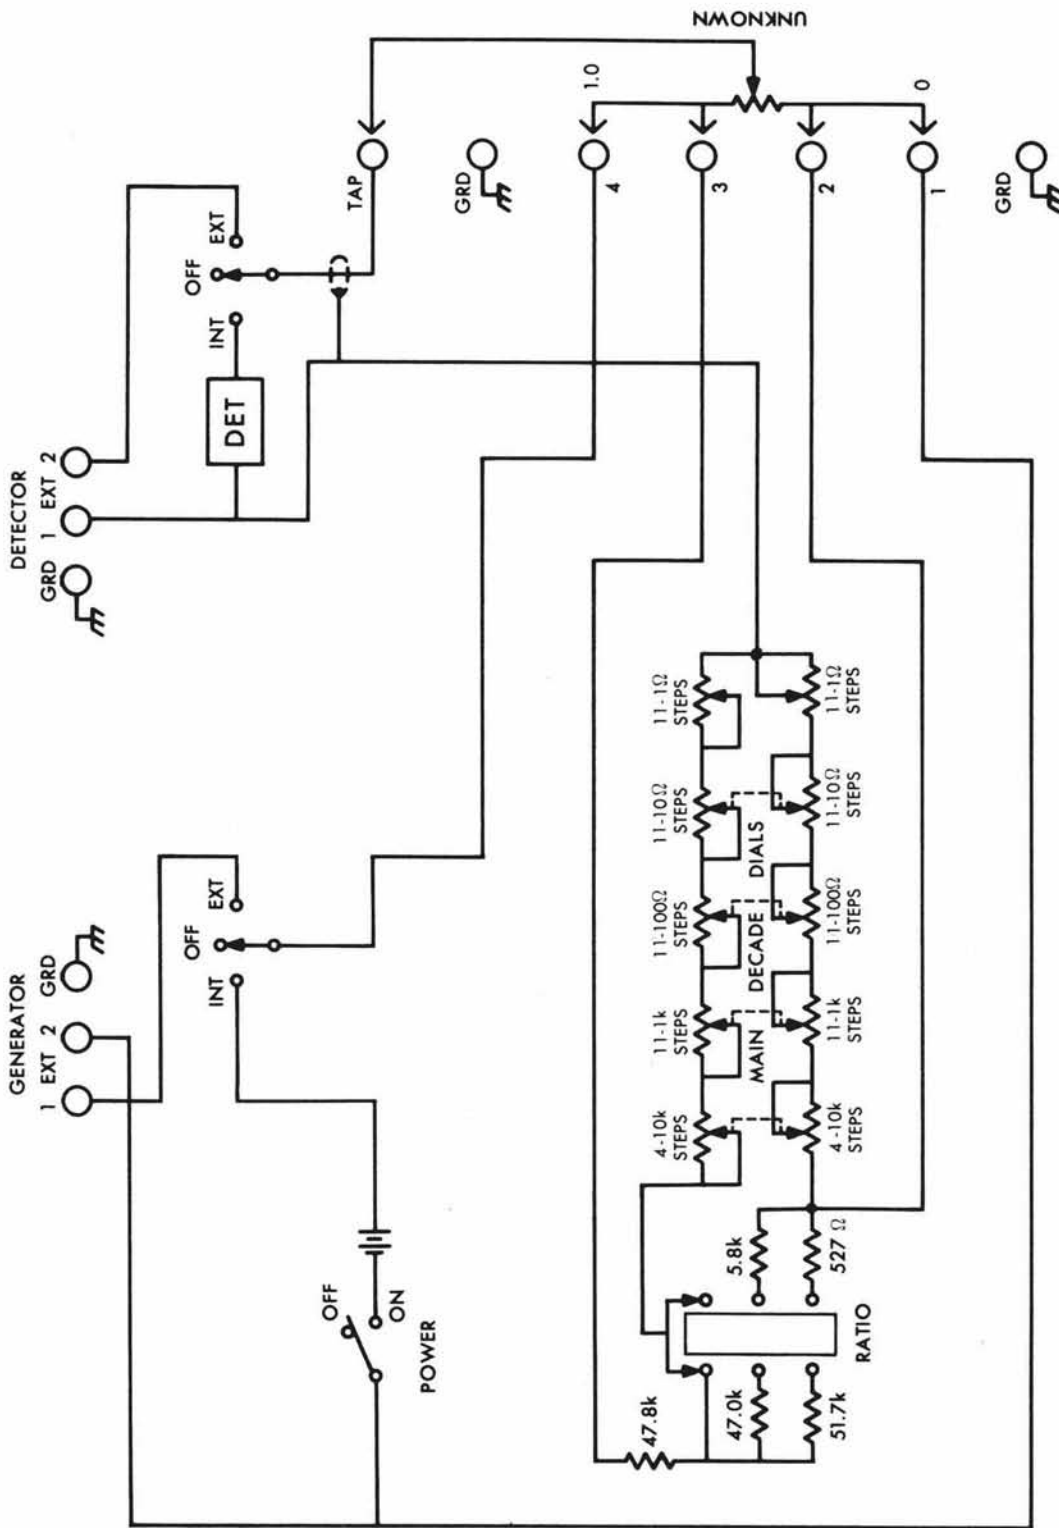 GENERATOR
1 EXT 2 GRD
INT
OFF
EXT
OFF
ON
POWER
DETECTOR
GRD 1 EXT 2
DET
INT
OFF
EXT
TAP
GRD
4
3
2
1
GRD
1.0
0
UNKNOWN
47.8k
47.0k
51.7k
RATIO
5.8k
527 Ω
4-10k
STEPS
11-1k
STEPS
11-100Ω
STEPS
11-10Ω
STEPS
11-1Ω
STEPS
MAIN DECADE DIALS
4-10k
STEPS
11-1k
STEPS
11-100Ω
STEPS
11-10Ω
STEPS
11-1Ω
STEPS